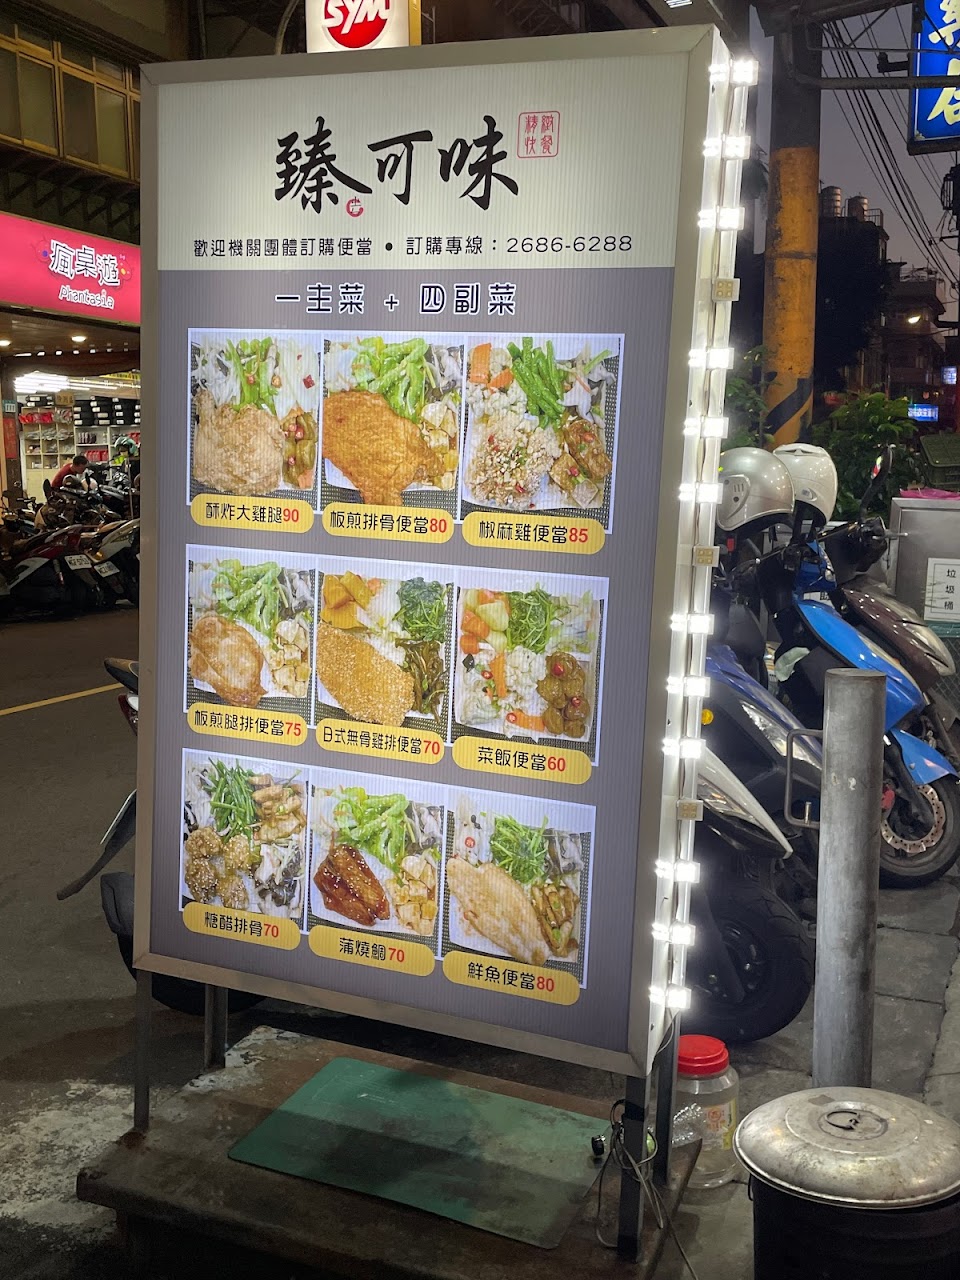 SYM
臻可味
精緻
快餐
歡迎機關團體訂購便當 • 訂購專線：2686-6288
一主菜 + 四副菜
酥炸大雞腿90
板煎排骨便當80
椒麻雞便當85
板煎腿排便當75
日式無骨雞排便當70
菜飯便當60
糖醋排骨70
蒲燒鯛70
鮮魚便當80
瘋桌遊
Phantasia
垃圾桶